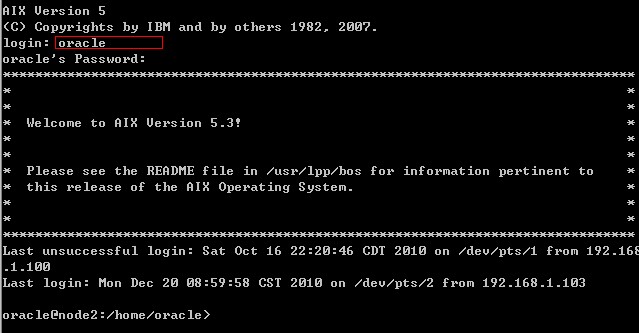 AIX Version 5
(C) Copyrights by IBM and by others 1982, 2007.
login: oracle
oracle's Password:
*******************************************************************************
*                                                                             *
*                                                                             *
*  Welcome to AIX Version 5.3!                                                *
*                                                                             *
*                                                                             *
*  Please see the README file in /usr/lpp/bos for information pertinent to    *
*  this release of the AIX Operating System.                                  *
*                                                                             *
*                                                                             *
*******************************************************************************
Last unsuccessful login: Sat Oct 16 22:20:46 CDT 2010 on /dev/pts/1 from 192.168
.1.100
Last login: Mon Dec 20 08:59:58 CST 2010 on /dev/pts/2 from 192.168.1.103
oracle@node2:/home/oracle>